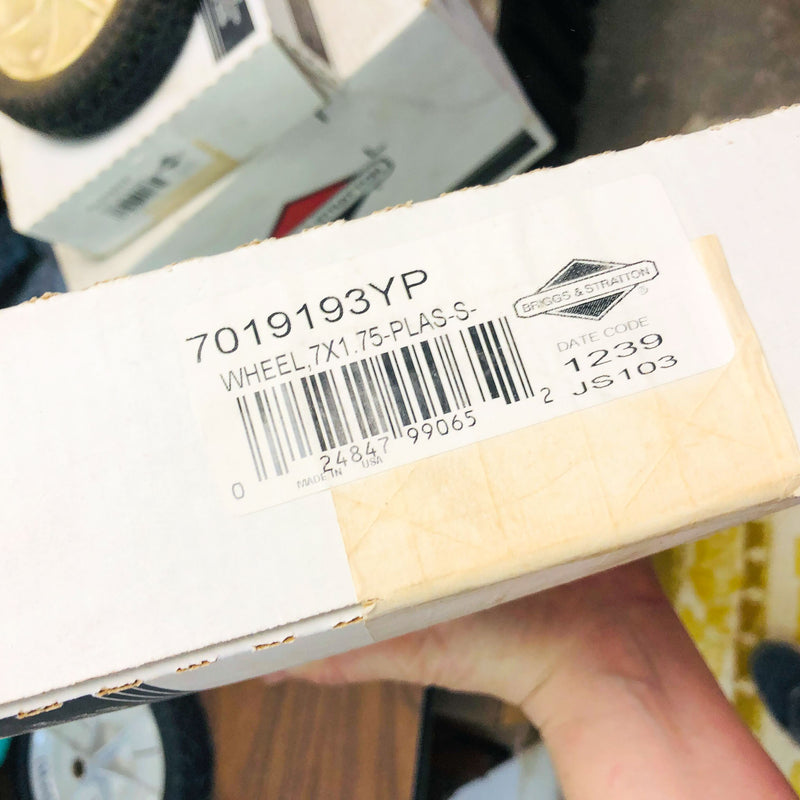 7019193YP
WHEEL,7X1.75-PLAS-S-
BRIGGS & STRATTON
®
DATE CODE
1239
JS103
0 24847 99065 2
MADE IN USA